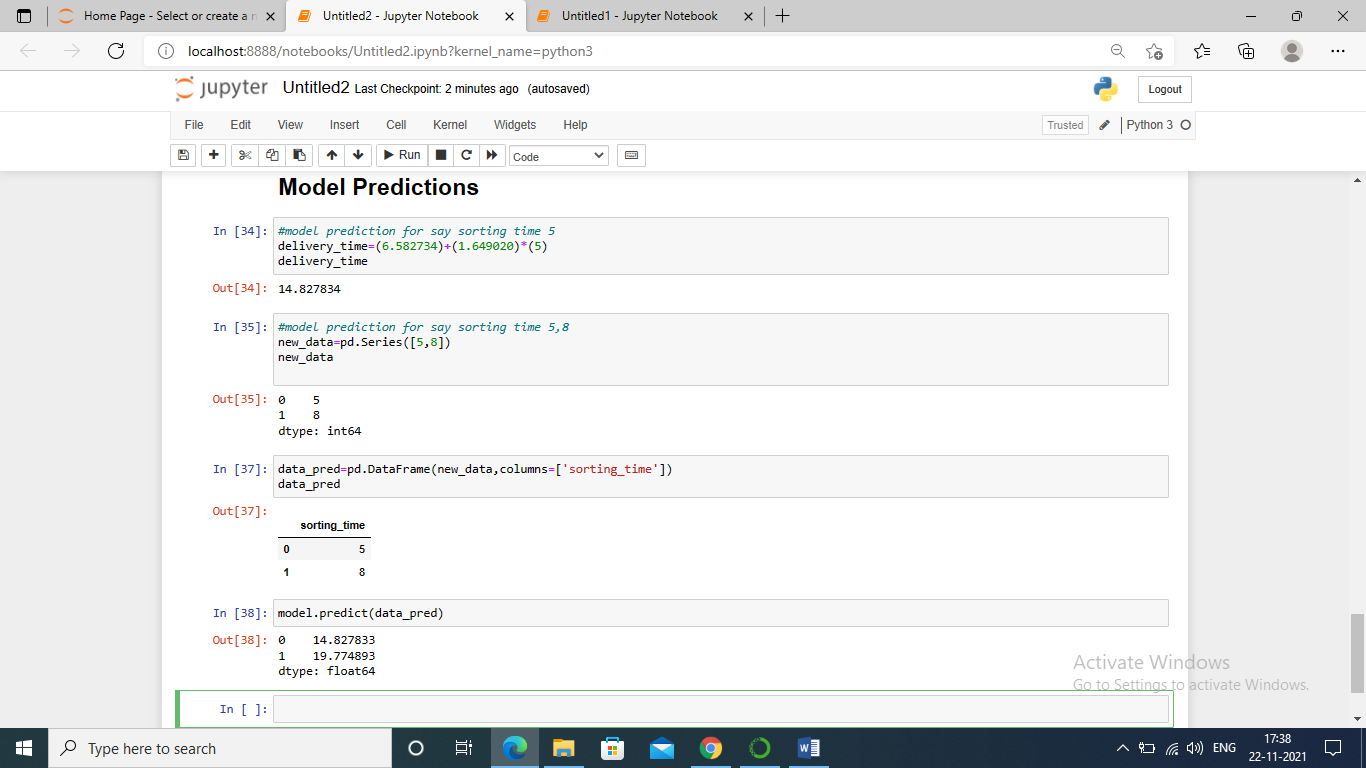 Home Page - Select or create a n
Untitled2 - Jupyter Notebook
Untitled1 - Jupyter Notebook
localhost:8888/notebooks/Untitled2.ipynb?kernel_name=python3
jupyter Untitled2 Last Checkpoint: 2 minutes ago (autosaved)
Logout
File Edit View Insert Cell Kernel Widgets Help
Trusted Python 3
Run Code
Model Predictions
In [34]: #model prediction for say sorting time 5
delivery_time=(6.582734)+(1.649020)*(5)
delivery_time
Out[34]: 14.827834
In [35]: #model prediction for say sorting time 5,8
new_data=pd.Series([5,8])
new_data
Out[35]: 0 5
1 8
dtype: int64
In [37]: data_pred=pd.DataFrame(new_data,columns=['sorting_time'])
data_pred
Out[37]:
sorting_time
0 5
1 8
In [38]: model.predict(data_pred)
Out[38]: 0 14.827833
1 19.774893
dtype: float64
Activate Windows
Go to Settings to activate Windows.
In [ ]:
Type here to search
W
ENG
17:38
22-11-2021